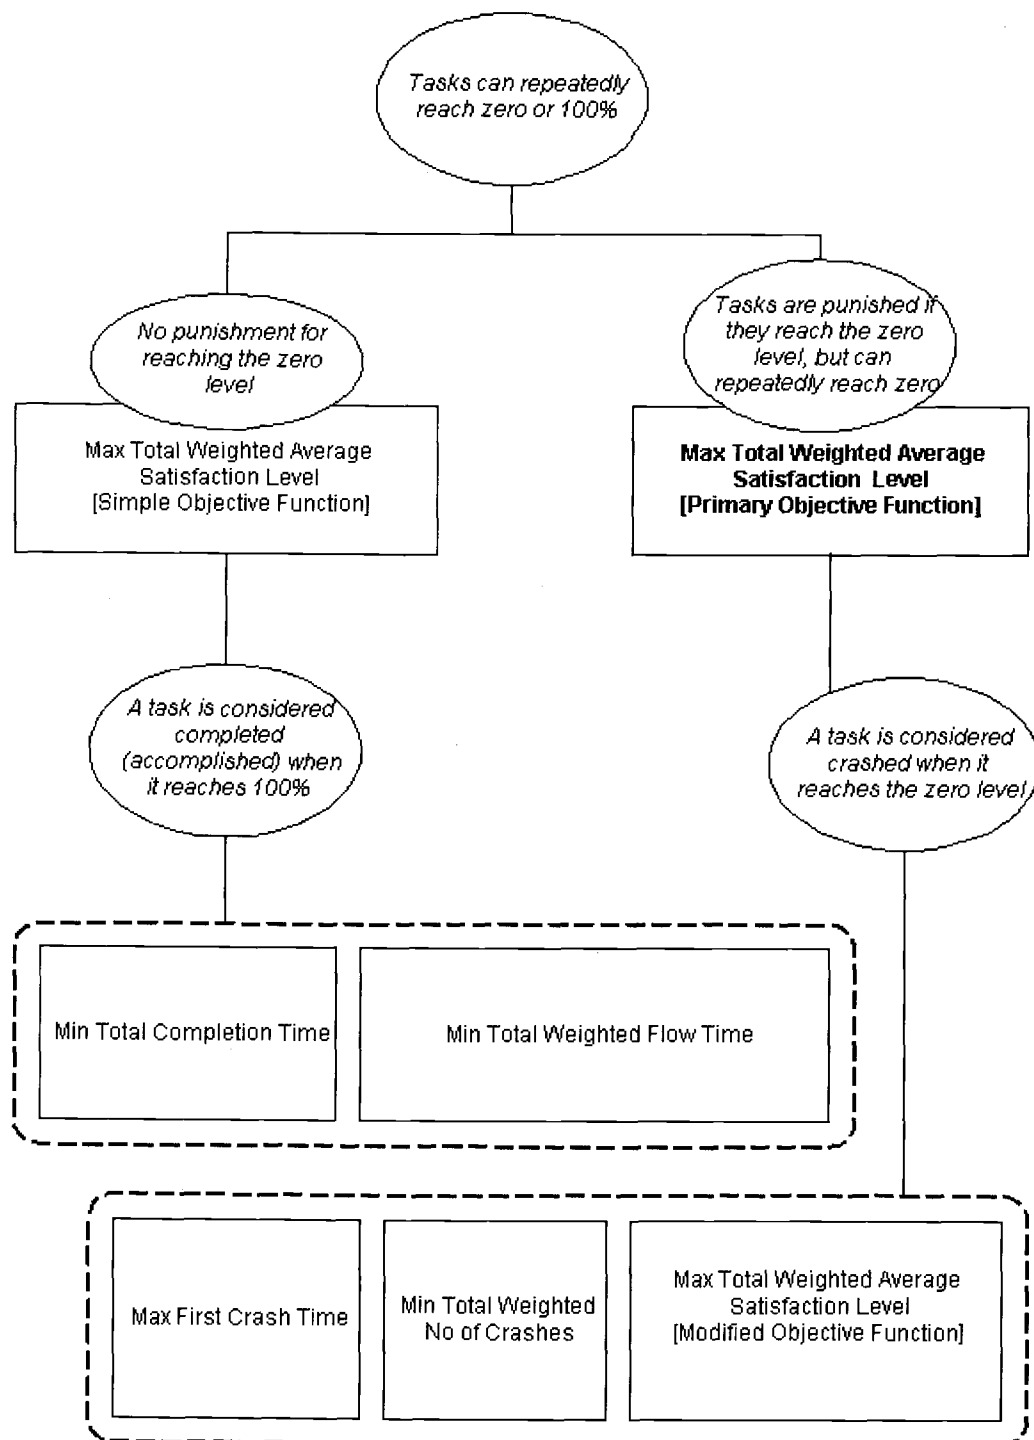 Tasks can repeatedly
reach zero or 100%
No punishment for
reaching the zero
level
Tasks are punished if
they reach the zero
level, but can
repeatedly reach zero
Max Total Weighted Average
Satisfaction Level
[Simple Objective Function]
Max Total Weighted Average
Satisfaction Level
[Primary Objective Function]
A task is considered
completed
(accomplished) when
it reaches 100%
A task is considered
crashed when it
reaches the zero level
Min Total Completion Time
Min Total Weighted Flow Time
Max First Crash Time
Min Total Weighted
No of Crashes
Max Total Weighted Average
Satisfaction Level
[Modified Objective Function]